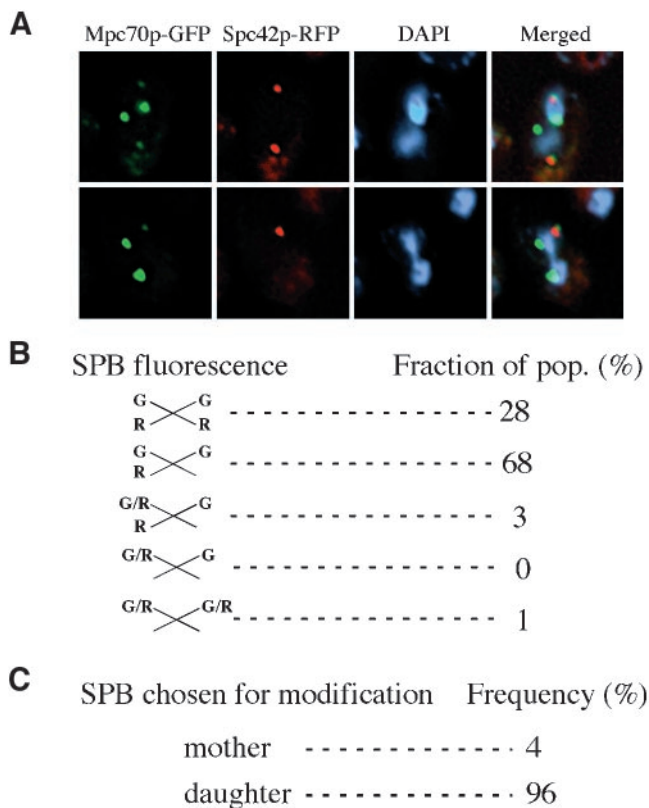 A
Mpc70p-GFP Spc42p-RFP DAPI Merged
B
SPB fluorescence Fraction of pop. (%)
G G
R R 28
G G
R 68
G/R G
R 3
G/R G 0
G/R G/R 1
C
SPB chosen for modification Frequency (%)
mother 4
daughter 96